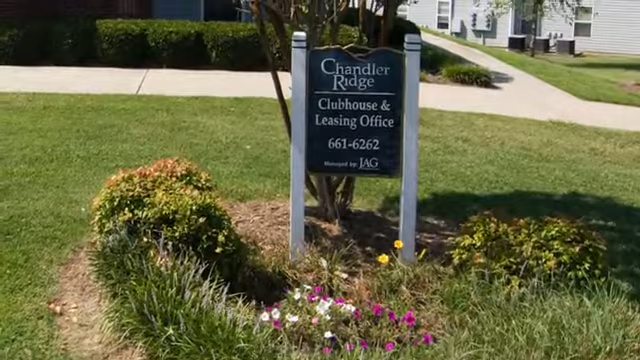 Chandler
Ridge
Clubhouse &
Leasing Office
661-6262
Managed by: JAG